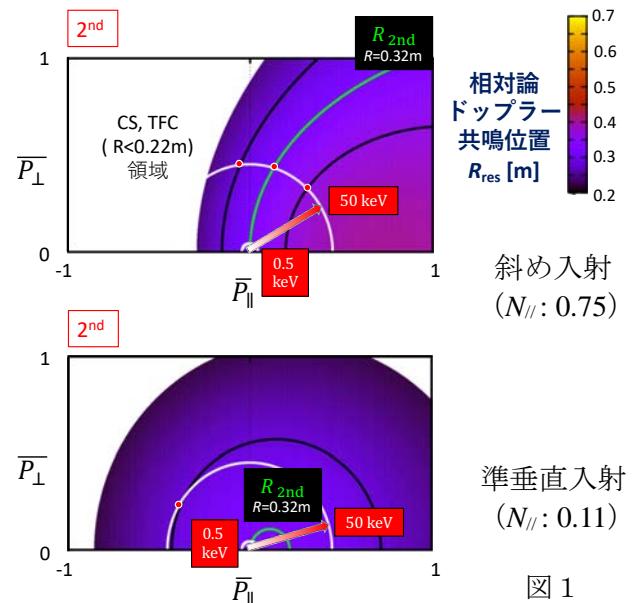 2nd
R 2nd
R=0.32m
1
CS, TFC
( R<0.22m)
領域
P⊥
50 keV
0.5
keV
0
-1
P∥
1
0.7
0.6
0.5
0.4
0.3
0.2
相対論
ドップラー
共鳴位置
Rres [m]
斜め入射
(N//: 0.75)
2nd
1
P⊥
R 2nd
R=0.32m
0.5
keV
50 keV
0
-1
P∥
1
準垂直入射
(N//: 0.11)
図１